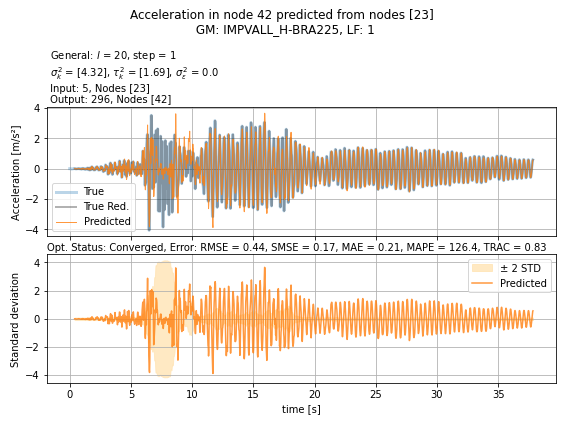 Acceleration in node 42 predicted from nodes [23]
GM: IMPVALL_H-BRA225, LF: 1
General: l = 20, step = 1
σ²ₖ = [4.32], τ²ₖ = [1.69], σ²ᵣ = 0.0
Input: 5, Nodes [23]
Output: 296, Nodes [42]
Acceleration [m/s²]
4
2
0
−2
−4
True
True Red.
Predicted
Opt. Status: Converged, Error: RMSE = 0.44, SMSE = 0.17, MAE = 0.21, MAPE = 126.4, TRAC = 0.83
Standard deviation
4
2
0
−2
−4
± 2 STD
Predicted
0 5 10 15 20 25 30 35
time [s]